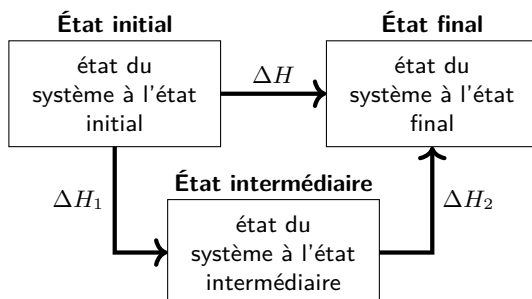 État initial
État final
état du
système à l'état
initial
ΔH
état du
système à l'état
final
ΔH₁
État intermédiaire
ΔH₂
état du
système à l'état
intermédiaire